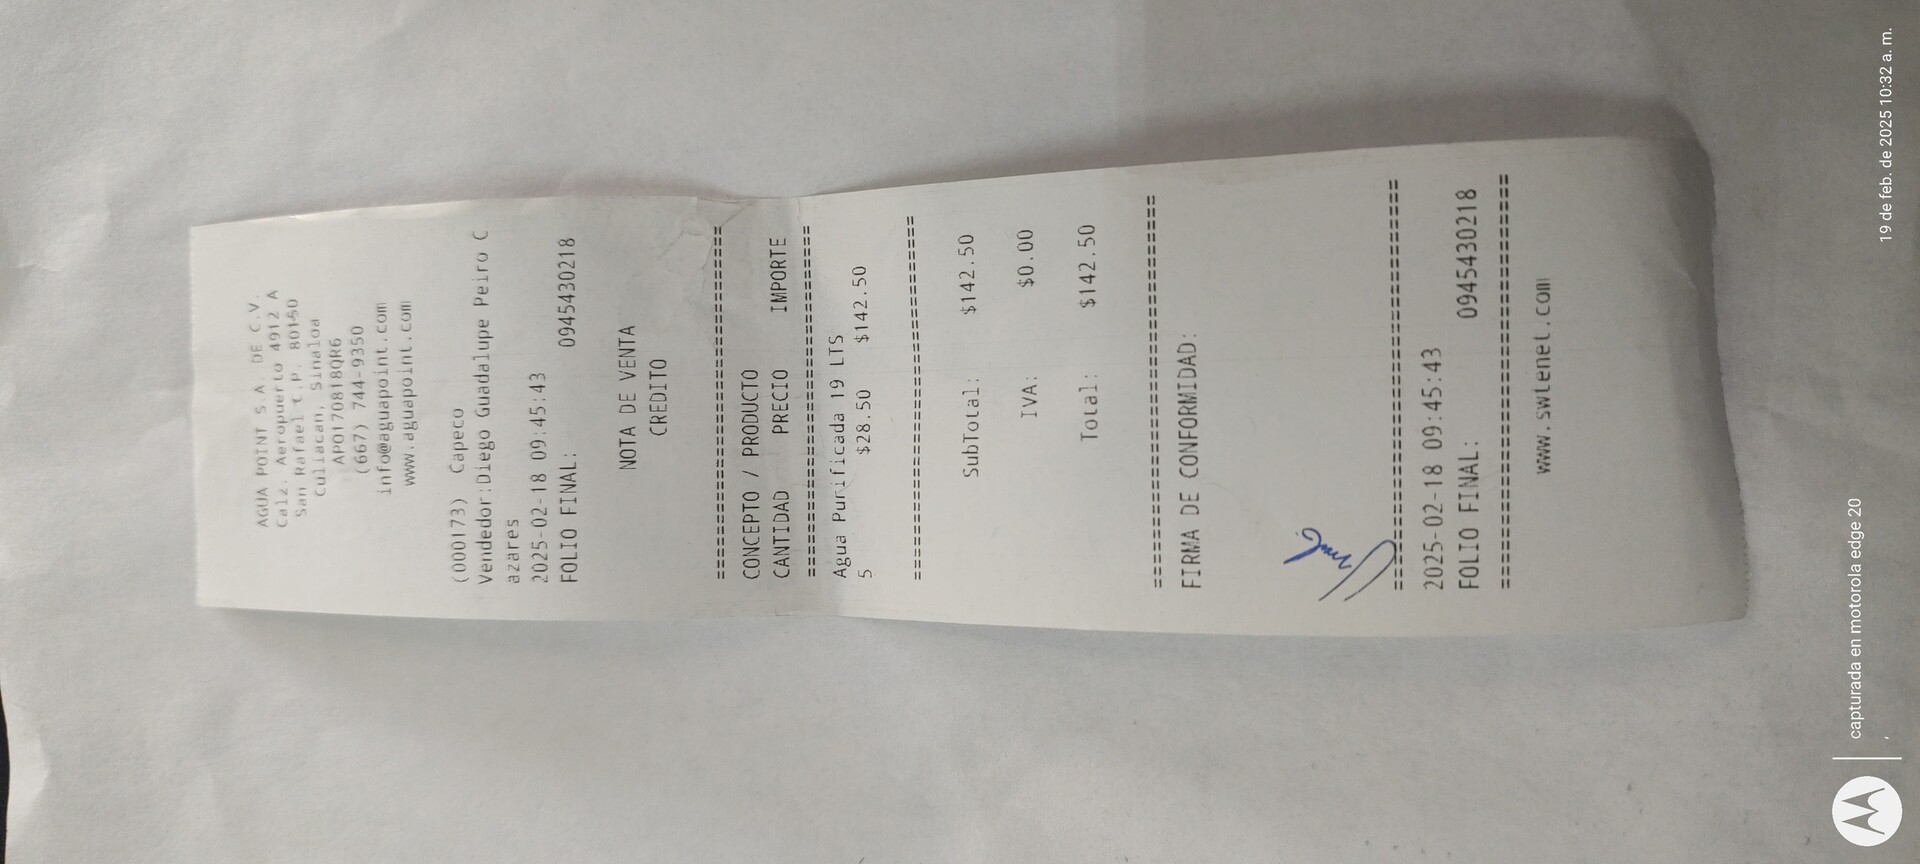 AGUA POINT S.A. DE C.V.
Calz. Aeropuerto 4912 A
San Rafael C.P. 80150
Culiacan, Sinaloa
APO170818QR6
(667) 744-9350
info@aguapoint.com
www.aguapoint.com
(000173) Capeco
Vendedor:Diego Guadalupe Peiro C
azares
2025-02-18 09:45:43
FOLIO FINAL: 0945430218
NOTA DE VENTA
CREDITO
================================
CONCEPTO / PRODUCTO
CANTIDAD PRECIO IMPORTE
================================
Agua Purificada 19 LTS
5 $28.50 $142.50
================================
SubTotal: $142.50
IVA: $0.00
Total: $142.50
================================
FIRMA DE CONFORMIDAD:
================================
2025-02-18 09:45:43
FOLIO FINAL: 0945430218
================================
www.swtenet.com
capturada en motorola edge 20
,
19 de feb. de 2025 10:32 a. m.